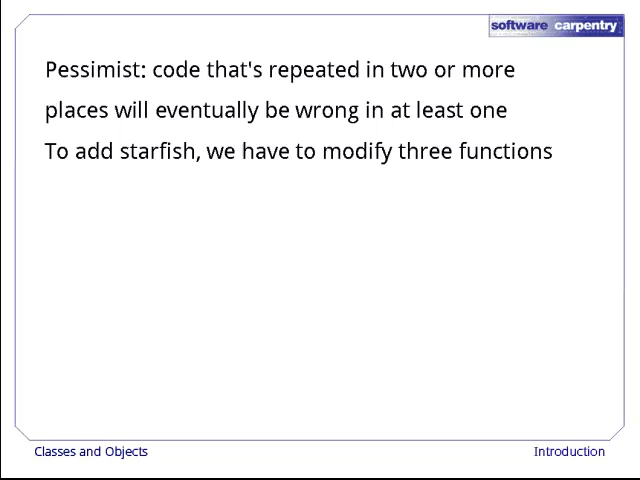 software carpentry
Pessimist: code that's repeated in two or more
places will eventually be wrong in at least one
To add starfish, we have to modify three functions
Classes and Objects
Introduction